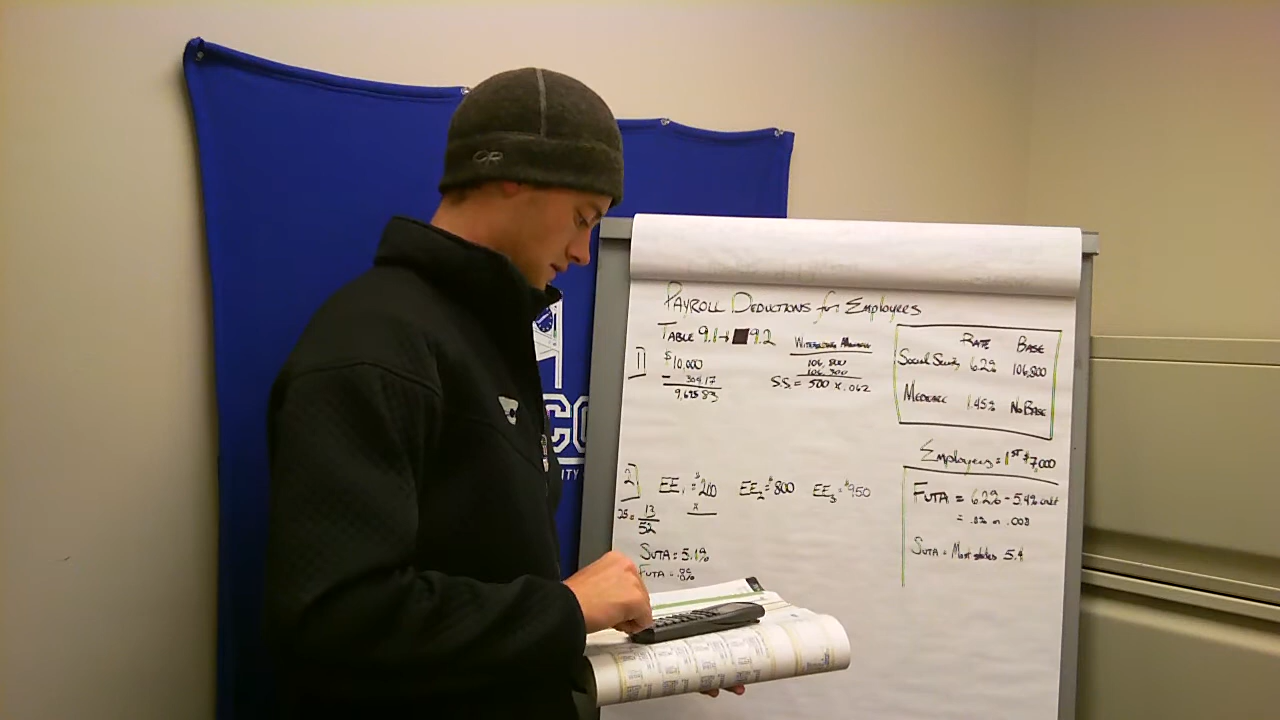 PAYROLL DEDUCTIONS for EMPLOYEES
TABLE 9.1 → 9.2
1)
$10,000
- 304.17
9,695.83
106,800
106,300
S.S. = 500 x .062
RATE BASE
Social Security 6.2% 106,800
MEDICARE 1.45% No BASE
Employers = 1ST $7,000
2)
EE1 = $200 EE2 = $800 EE3 = $950
x
.25 = 13
52
SUTA = 5.1%
FUTA = .8%
FUTA = 6.2% - 5.4% credit
= .8% or .008
SUTA = Most states 5.4
OR
A
CC
ITY